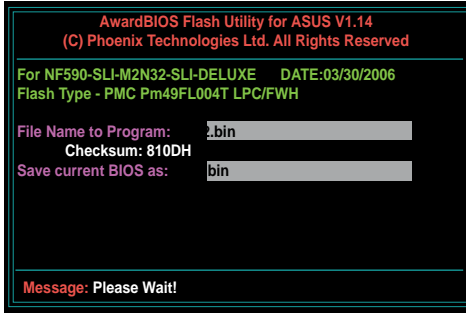 AwardBIOS Flash Utility for ASUS V1.14
(C) Phoenix Technologies Ltd. All Rights Reserved
For NF590-SLI-M2N32-SLI-DELUXE DATE:03/30/2006
Flash Type - PMC Pm49FL004T LPC/FWH
File Name to Program: 2.bin
Checksum: 810DH
Save current BIOS as: bin
Message: Please Wait!